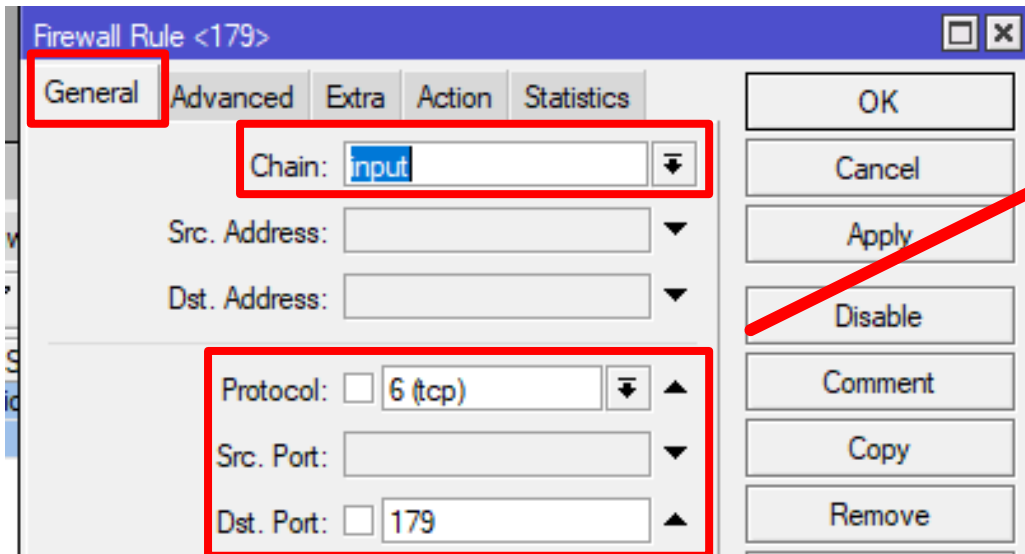 Firewall Rule <179>
General Advanced Extra Action Statistics
OK
Chain: input
Cancel
Src. Address:
Apply
Dst. Address:
Disable
Protocol: 6 (tcp)
Comment
Src. Port:
Copy
Dst. Port: 179
Remove